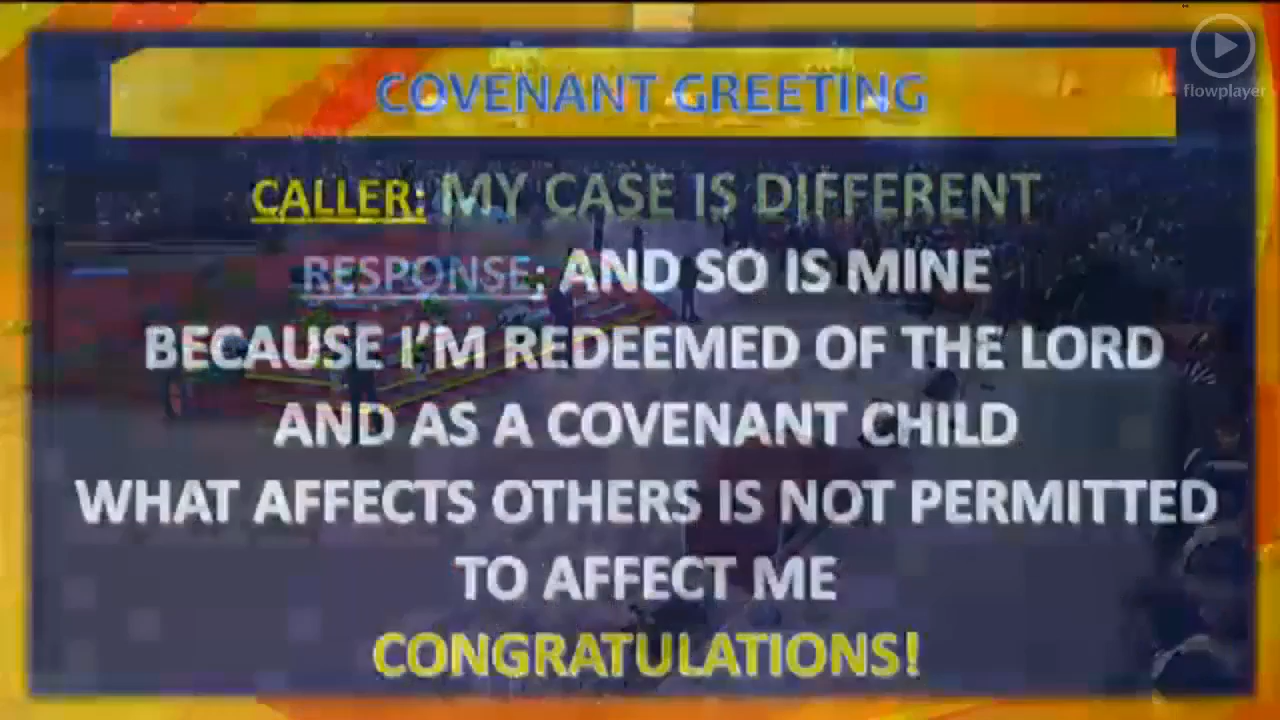 flowplayer
COVENANT GREETING
CALLER: MY CASE IS DIFFERENT
RESPONSE: AND SO IS MINE
BECAUSE I'M REDEEMED OF THE LORD
AND AS A COVENANT CHILD
WHAT AFFECTS OTHERS IS NOT PERMITTED
TO AFFECT ME
CONGRATULATIONS!